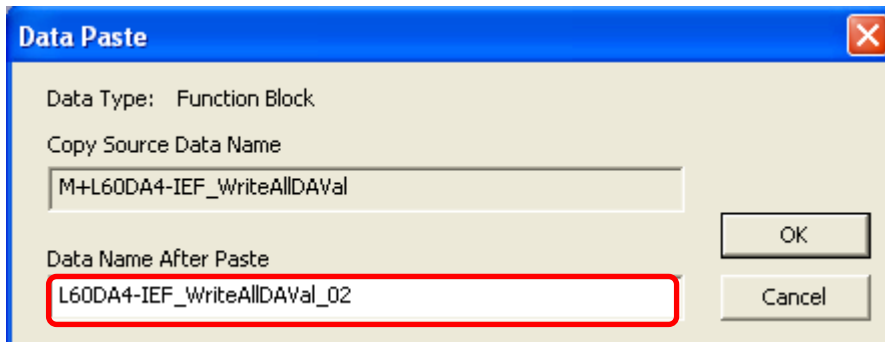 Data Paste
Data Type: Function Block
Copy Source Data Name
M+L60DA4-IEF_WriteAllDAVal
OK
Data Name After Paste
L60DA4-IEF_WriteAllDAVal_02
Cancel